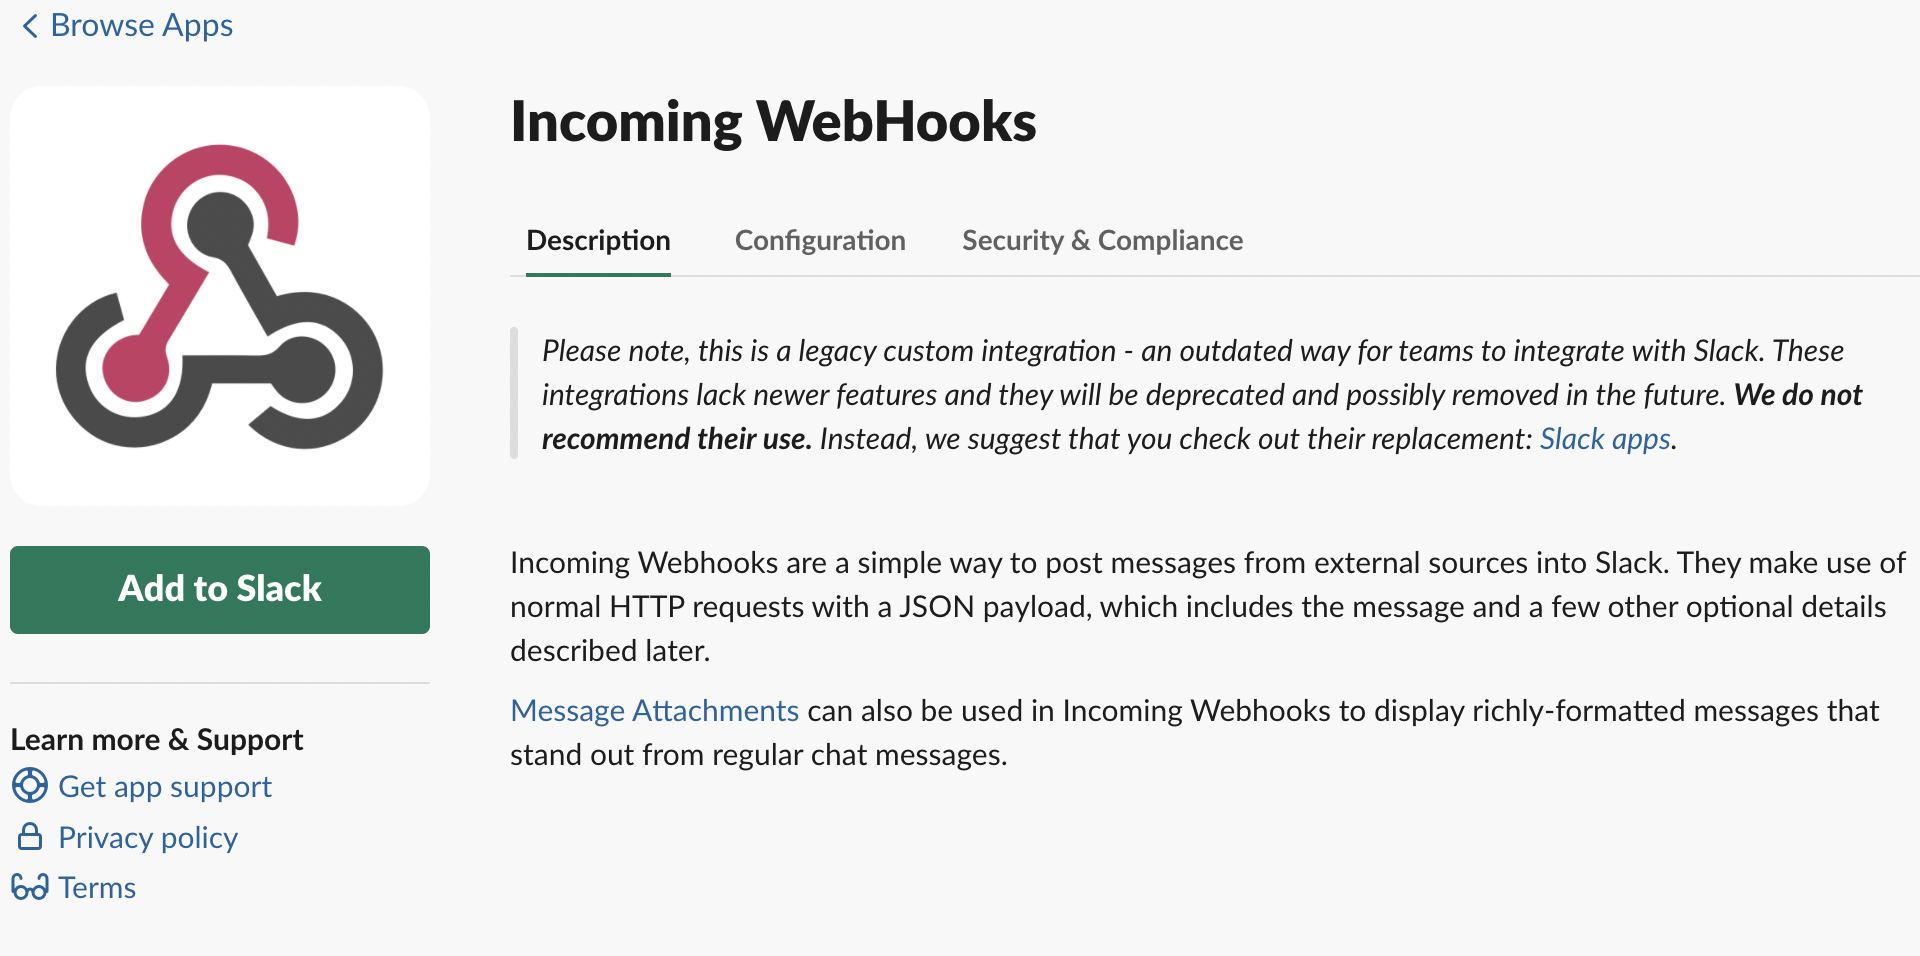 Browse Apps
Incoming WebHooks
Description Configuration Security & Compliance
Please note, this is a legacy custom integration - an outdated way for teams to integrate with Slack. These
integrations lack newer features and they will be deprecated and possibly removed in the future. We do not
recommend their use. Instead, we suggest that you check out their replacement: Slack apps.
Add to Slack
Incoming Webhooks are a simple way to post messages from external sources into Slack. They make use of
normal HTTP requests with a JSON payload, which includes the message and a few other optional details
described later.
Message Attachments can also be used in Incoming Webhooks to display richly-formatted messages that
stand out from regular chat messages.
Learn more & Support
Get app support
Privacy policy
Terms